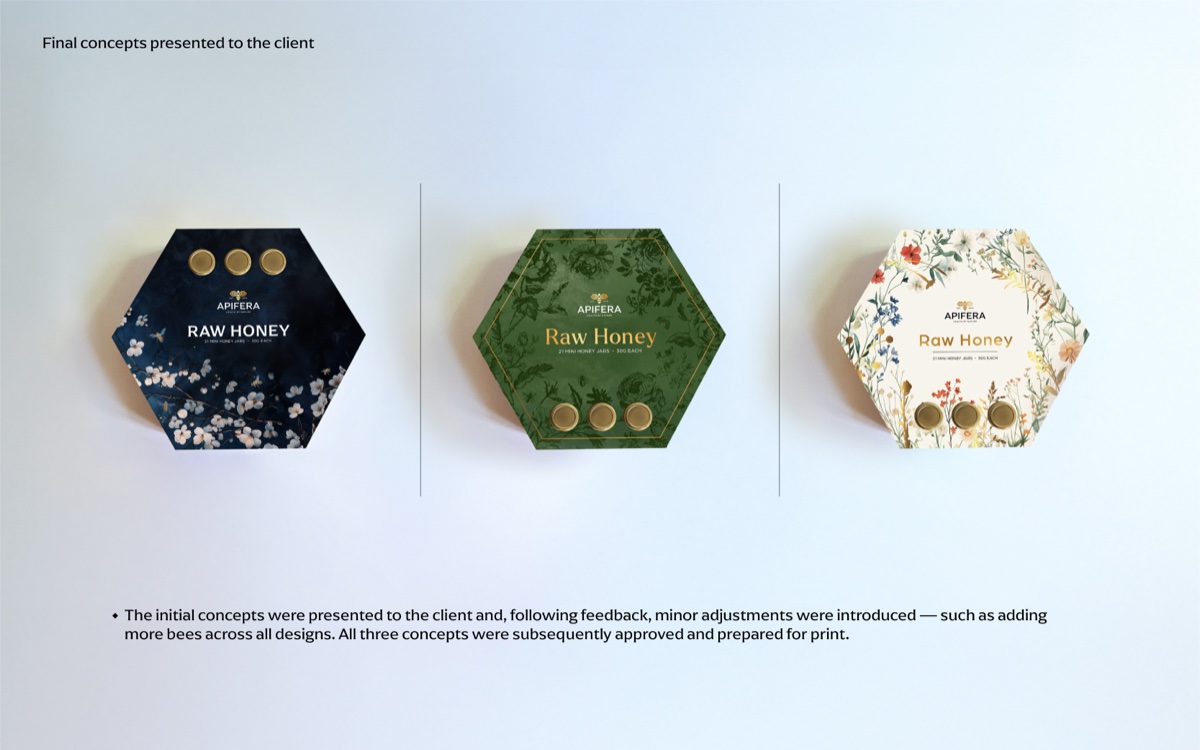 Final concepts presented to the client
APIFERA
RAW HONEY
21 MINI HONEY JARS • 30G EACH
APIFERA
Raw Honey
21 MINI HONEY JARS • 30G EACH
APIFERA
Raw Honey
21 MINI HONEY JARS • 30G EACH
⬥ The initial concepts were presented to the client and, following feedback, minor adjustments were introduced — such as adding
more bees across all designs. All three concepts were subsequently approved and prepared for print.